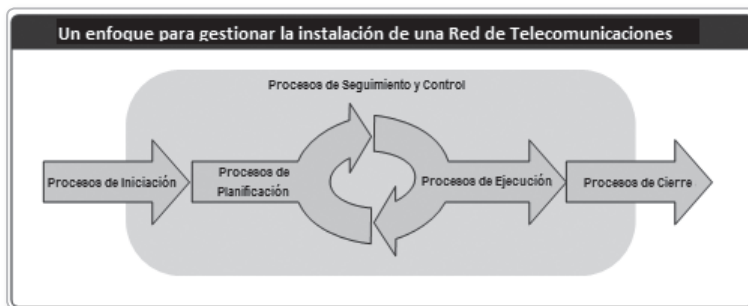 Un enfoque para gestionar la instalación de una Red de Telecomunicaciones
Procesos de Seguimiento y Control
Procesos de Iniciación
Procesos de
Planificación
Procesos de Ejecución
Procesos de Cierre